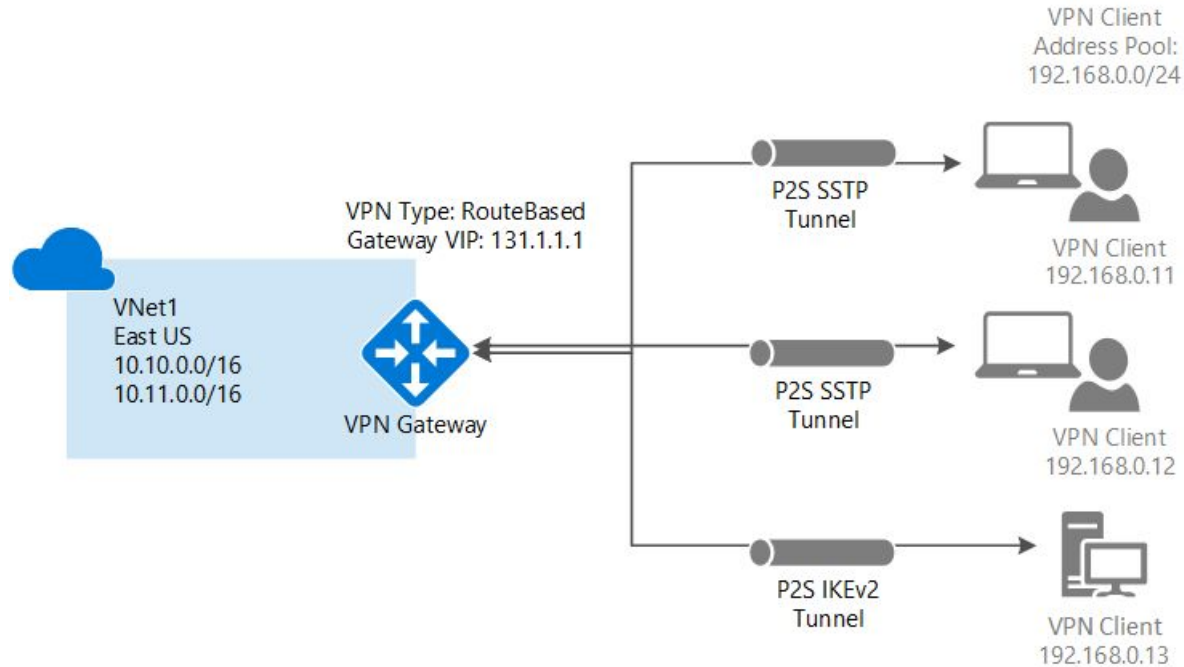 VPN Client
Address Pool:
192.168.0.0/24
P2S SSTP
Tunnel
VPN Type: RouteBased
Gateway VIP: 131.1.1.1
VPN Client
192.168.0.11
VNet1
East US
10.10.0.0/16
10.11.0.0/16
VPN Gateway
P2S SSTP
Tunnel
VPN Client
192.168.0.12
P2S IKEv2
Tunnel
VPN Client
192.168.0.13